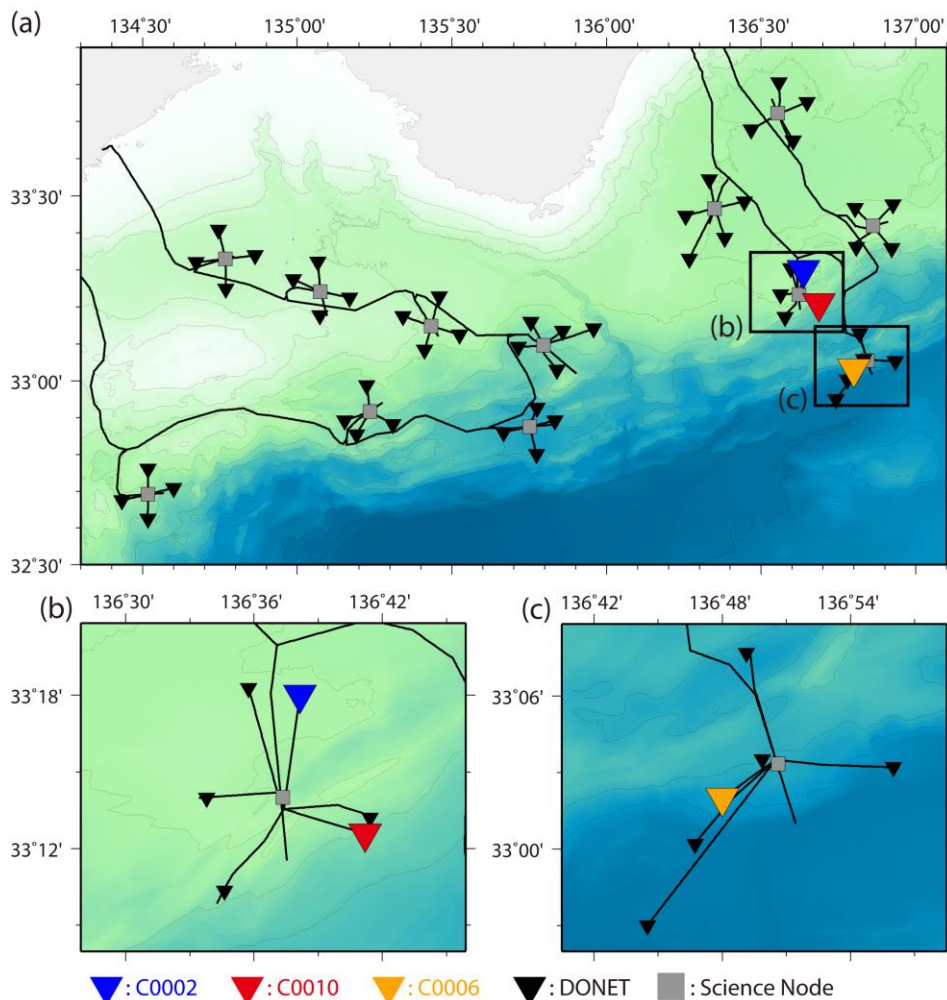 (a)
134˚30' 135˚00' 135˚30' 136˚00' 136˚30' 137˚00'
33˚30'
(b)
33˚00'
(c)
32˚30'
(b)
136˚30' 136˚36' 136˚42'
33˚18'
33˚12'
(c)
136˚42' 136˚48' 136˚54'
33˚06'
33˚00'
: C0002 : C0010 : C0006 : DONET : Science Node